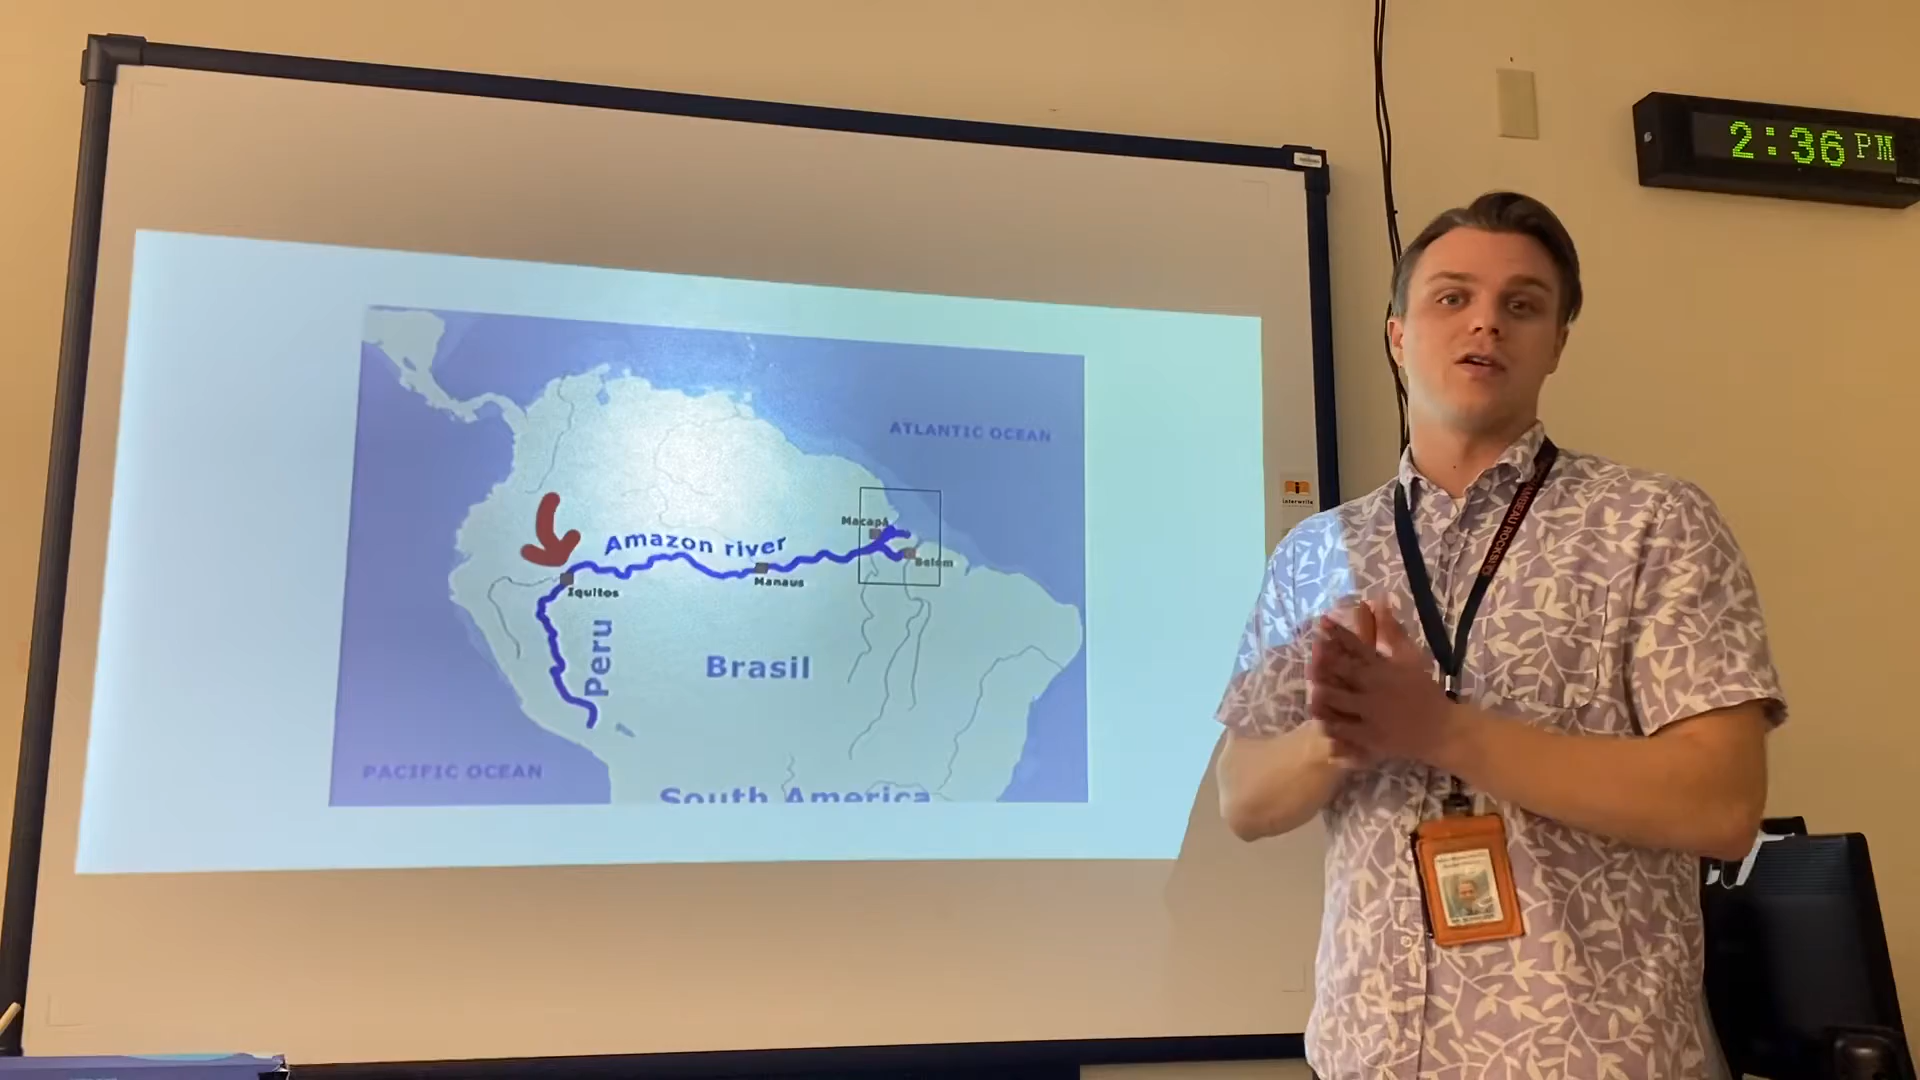 2:36 PM
ATLANTIC OCEAN
Macapá
Amazon river
Belem
Manaus
Iquitos
Peru
Brasil
PACIFIC OCEAN
South America
interwrite